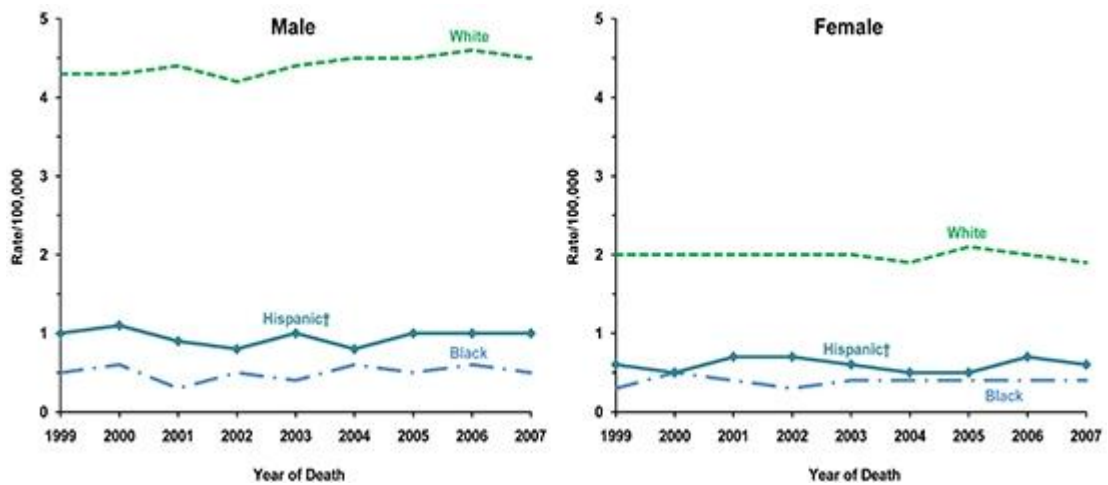 Male
5
4
3
2
1
0
Rate/100,000
White
Hispanic†
Black
1999 2000 2001 2002 2003 2004 2005 2006 2007
Year of Death
Female
5
4
3
2
1
0
Rate/100,000
White
Hispanic†
Black
1999 2000 2001 2002 2003 2004 2005 2006 2007
Year of Death